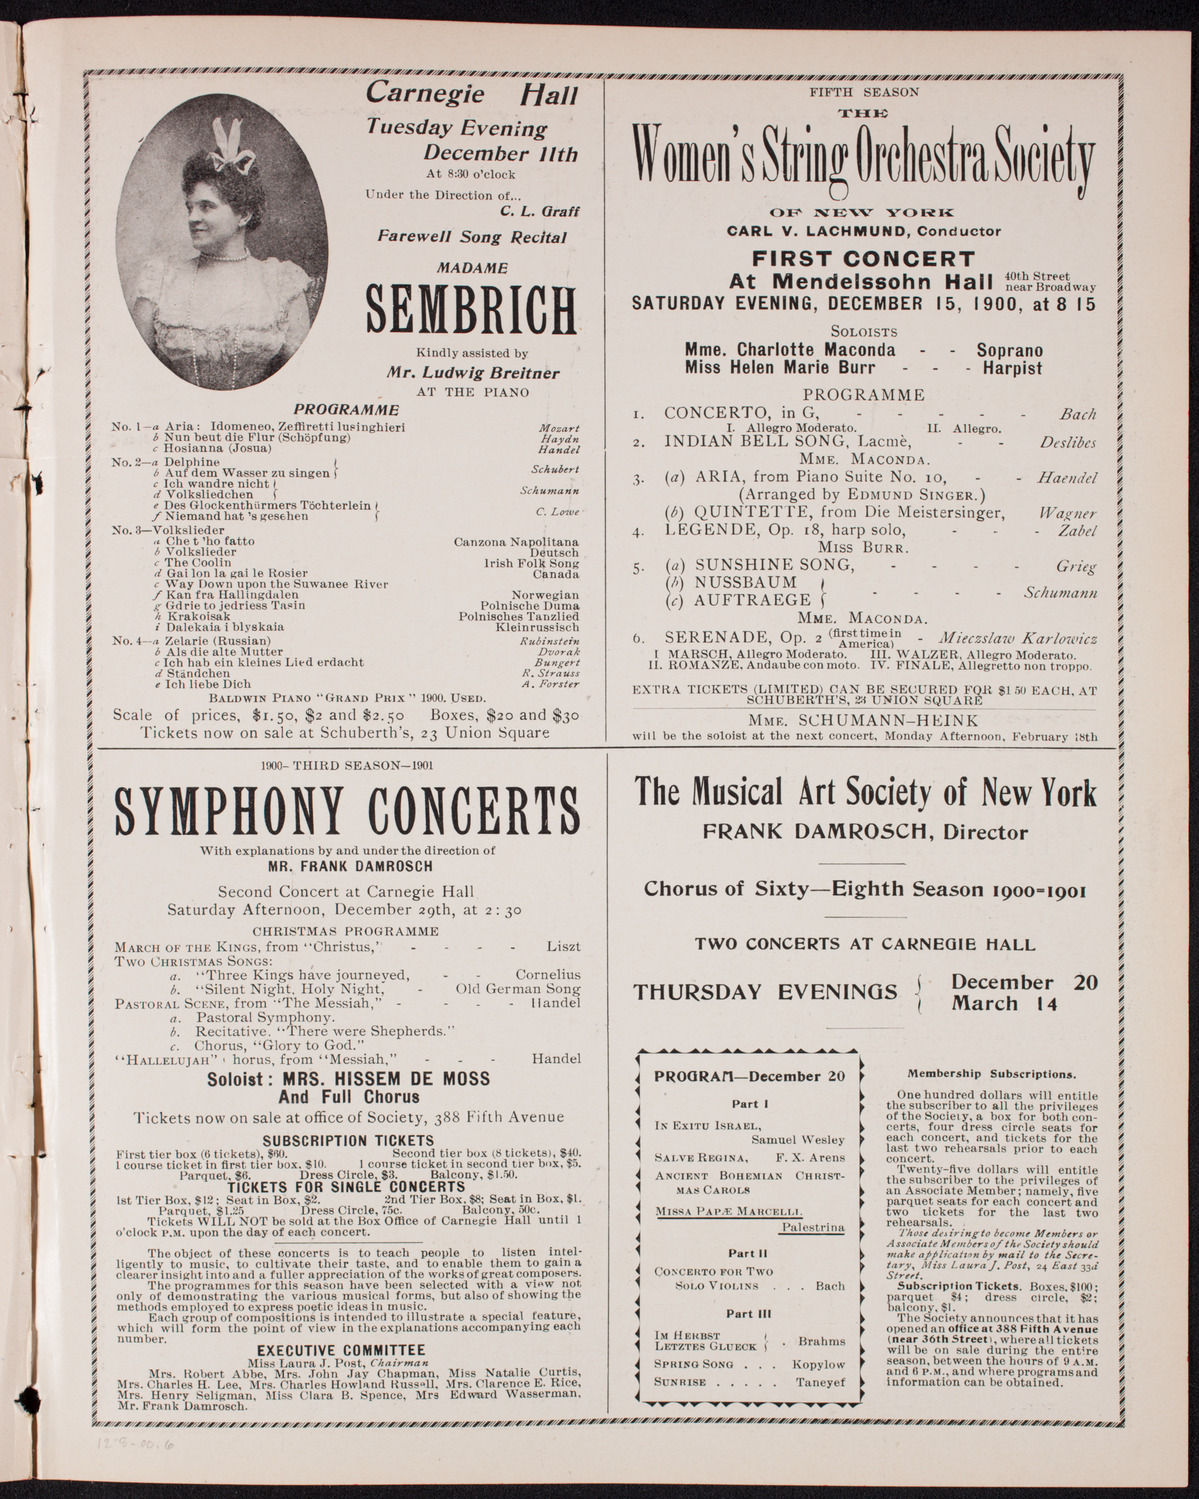 Carnegie Hall
Tuesday Evening
December 11th
At 8:30 o'clock
Under the Direction of...
C. L. Graff
Farewell Song Recital
MADAME
SEMBRICH
Kindly assisted by
Mr. Ludwig Breitner
AT THE PIANO
PROGRAMME
No. 1—a Aria: Idomeneo, Zeffiretti lusinghieri Mozart
b Nun beut die Flur (Schöpfung) Haydn
c Hosianna (Josua) Handel
No. 2—a Delphine
b Auf dem Wasser zu singen } Schubert
c Ich wandre nicht
d Volksliedchen } Schumann
e Des Glockenthürmers Töchterlein
f Niemand hat 's gesehen } C. Lowe
No. 3—Volkslieder
a Che t 'ho fatto Canzona Napolitana
b Volkslieder Deutsch
c The Coolin Irish Folk Song
d Gai lon la gai le Rosier Canada
e Way Down upon the Suwanee River
f Kan fra Hallingdalen Norwegian
g Gdrie to jedriess Tasin Polnische Duma
h Krakoisak Polnisches Tanzlied
i Dalekaia i blyskaia Kleinrussisch
No. 4—a Zelarie (Russian) Rubinstein
b Als die alte Mutter Dvorak
c Ich hab ein kleines Lied erdacht Bungert
d Ständchen R. Strauss
e Ich liebe Dich A. Forster
BALDWIN PIANO "GRAND PRIX" 1900, USED.
Scale of prices, $1.50, $2 and $2.50 Boxes, $20 and $30
Tickets now on sale at Schuberth's, 23 Union Square
FIFTH SEASON
THE
Women's String Orchestra Society
OF NEW YORK
CARL V. LACHMUND, Conductor
FIRST CONCERT
At Mendelssohn Hall 40th Street near Broadway
SATURDAY EVENING, DECEMBER 15, 1900, at 8 15
SOLOISTS
Mme. Charlotte Maconda - - Soprano
Miss Helen Marie Burr - - - Harpist
PROGRAMME
1. CONCERTO, in G, - - - - - Bach
I. Allegro Moderato. II. Allegro.
2. INDIAN BELL SONG, Lacmè, - - Deslibes
MME. MACONDA.
3. (a) ARIA, from Piano Suite No. 10, - - Haendel
(Arranged by EDMUND SINGER.)
(b) QUINTETTE, from Die Meistersinger, Wagner
4. LEGENDE, Op. 18, harp solo, - - - Zabel
MISS BURR.
5. (a) SUNSHINE SONG, - - - - Grieg
(b) NUSSBAUM
(c) AUFTRAEGE } - - - - Schumann
MME. MACONDA.
6. SERENADE, Op. 2 (first time in America) - Mieczslaw Karlowicz
I MARSCH, Allegro Moderato. III. WALZER, Allegro Moderato.
II. ROMANZE, Andaube con moto. IV. FINALE, Allegretto non troppo.
EXTRA TICKETS (LIMITED) CAN BE SECURED FOR $1 50 EACH, AT
SCHUBERTH'S, 23 UNION SQUARE
MME. SCHUMANN-HEINK
will be the soloist at the next concert, Monday Afternoon, February 18th
1900- THIRD SEASON—1901
SYMPHONY CONCERTS
With explanations by and under the direction of
MR. FRANK DAMROSCH
Second Concert at Carnegie Hall
Saturday Afternoon, December 29th, at 2:30
CHRISTMAS PROGRAMME
MARCH OF THE KINGS, from "Christus," - - - - Liszt
TWO CHRISTMAS SONGS:
a. "Three Kings have journeyed, - - Cornelius
b. "Silent Night, Holy Night, - Old German Song
PASTORAL SCENE, from "The Messiah," - - - - Handel
a. Pastoral Symphony.
b. Recitative. "There were Shepherds."
c. Chorus, "Glory to God."
"HALLELUJAH" Chorus, from "Messiah," - - - Handel
Soloist: MRS. HISSEM DE MOSS
And Full Chorus
Tickets now on sale at office of Society, 388 Fifth Avenue
SUBSCRIPTION TICKETS
First tier box (6 tickets), $60. Second tier box (8 tickets), $40.
1 course ticket in first tier box, $10. 1 course ticket in second tier box, $5.
Parquet, $6. Dress Circle, $3. Balcony, $1.50.
TICKETS FOR SINGLE CONCERTS
1st Tier Box, $12; Seat in Box, $2. 2nd Tier Box, $8; Seat in Box, $1.
Parquet, $1.25 Dress Circle, 75c. Balcony, 50c.
Tickets WILL NOT be sold at the Box Office of Carnegie Hall until 1
o'clock P.M. upon the day of each concert.
The object of these concerts is to teach people to listen intel-
ligently to music, to cultivate their taste, and to enable them to gain a
clearer insight into and a fuller appreciation of the works of great composers.
The programmes for this season have been selected with a view not
only of demonstrating the various musical forms, but also of showing the
methods employed to express poetic ideas in music.
Each group of compositions is intended to illustrate a special feature,
which will form the point of view in the explanations accompanying each
number.
EXECUTIVE COMMITTEE
Miss Laura J. Post, Chairman
Mrs. Robert Abbe, Mrs. John Jay Chapman, Miss Natalie Curtis,
Mrs. Charles H. Lee, Mrs. Charles Howland Russell, Mrs. Clarence E. Rice,
Mrs. Henry Seligman, Miss Clara B. Spence, Mrs Edward Wasserman,
Mr. Frank Damrosch.
The Musical Art Society of New York
FRANK DAMROSCH, Director
Chorus of Sixty—Eighth Season 1900-1901
TWO CONCERTS AT CARNEGIE HALL
THURSDAY EVENINGS { December 20
March 14
PROGRAM—December 20
Part I
IN EXITU ISRAEL,
Samuel Wesley
SALVE REGINA, F. X. Arens
ANCIENT BOHEMIAN CHRIST-
MAS CAROLS
MISSA PAPÆ MARCELLI.
Palestrina
Part II
CONCERTO FOR TWO
SOLO VIOLINS . . . Bach
Part III
IM HERBST
LETZTES GLUECK } . Brahms
SPRING SONG . . . Kopylow
SUNRISE . . . . . Taneyef
Membership Subscriptions.
One hundred dollars will entitle
the subscriber to all the privileges
of the Society, a box for both con-
certs, four dress circle seats for
each concert, and tickets for the
last two rehearsals prior to each
concert.
Twenty-five dollars will entitle
the subscriber to the privileges of
an Associate Member; namely, five
parquet seats for each concert and
two tickets for the last two
rehearsals.
Those desiring to become Members or
Associate Members of the Society should
make application by mail to the Secre-
tary, Miss Laura J. Post, 24 East 33d
Street.
Subscription Tickets. Boxes, $100;
parquet $4; dress circle, $2;
balcony, $1.
The Society announces that it has
opened an office at 388 Fifth Avenue
(near 36th Street), where all tickets
will be on sale during the entire
season, between the hours of 9 A.M.
and 6 P.M., and where programs and
information can be obtained.
12-8-00.6